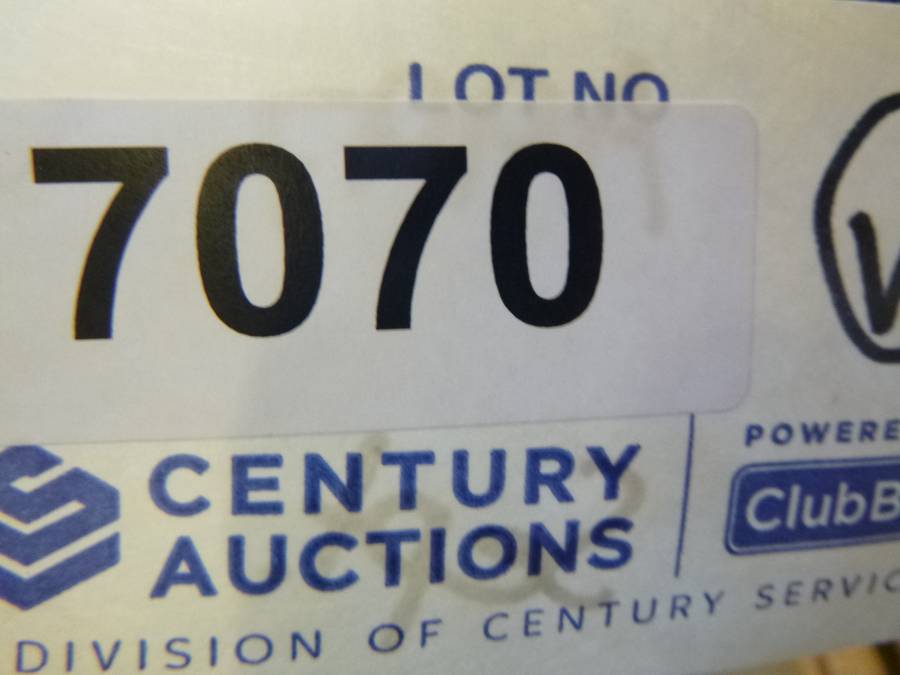 LOT NO
7070
CENTURY
AUCTIONS
POWERE
ClubB
DIVISION OF CENTURY SERVIC